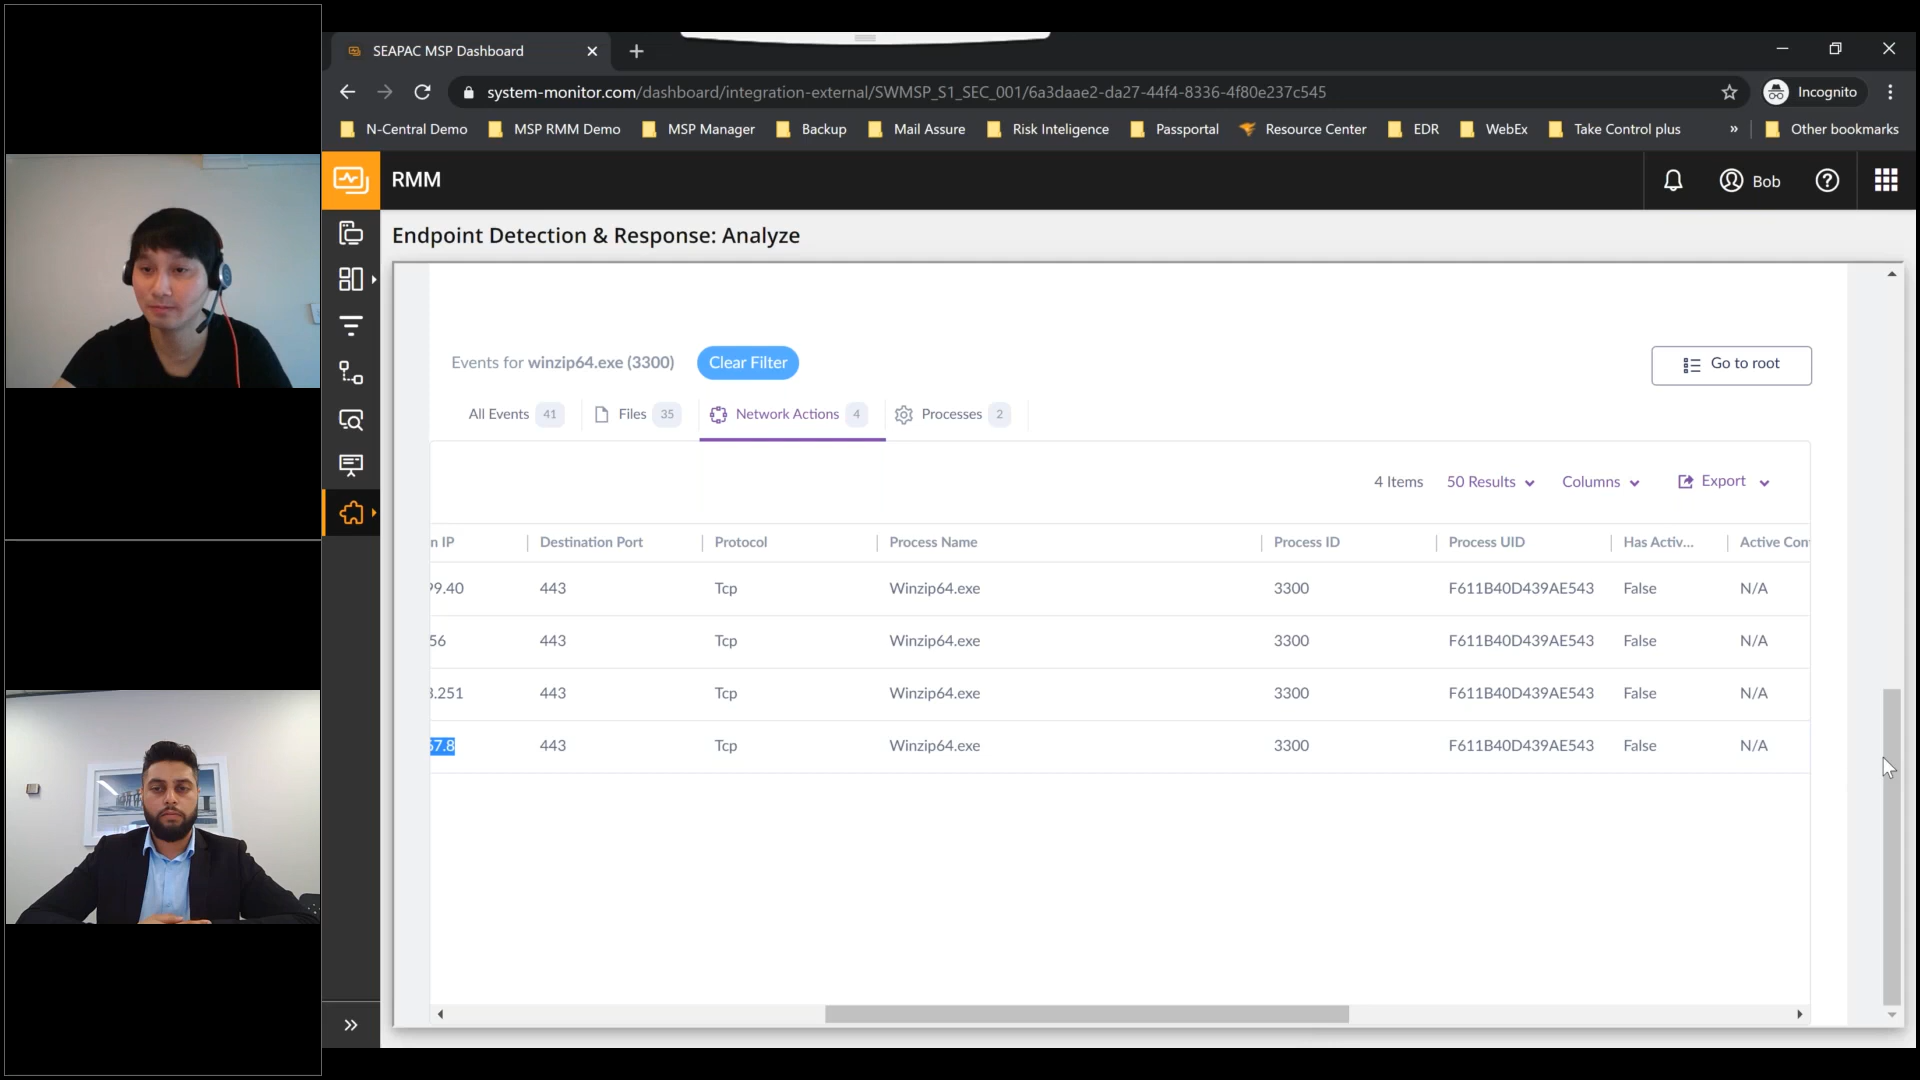 SEAPAC MSP Dashboard
system-monitor.com/dashboard/integration-external/SWMSP_S1_SEC_001/6a3daae2-da27-44f4-8336-4f80e237c545
Incognito
N-Central Demo MSP RMM Demo MSP Manager Backup Mail Assure Risk Inteligence Passportal Resource Center EDR WebEx Take Control plus » Other bookmarks
RMM
Bob
Endpoint Detection & Response: Analyze
Events for winzip64.exe (3300) Clear Filter Go to root
All Events 41 Files 35 Network Actions 4 Processes 2
4 Items 50 Results Columns Export
n IP Destination Port Protocol Process Name Process ID Process UID Has Activ... Active Con
99.40 443 Tcp Winzip64.exe 3300 F611B40D439AE543 False N/A
56 443 Tcp Winzip64.exe 3300 F611B40D439AE543 False N/A
3.251 443 Tcp Winzip64.exe 3300 F611B40D439AE543 False N/A
57.8 443 Tcp Winzip64.exe 3300 F611B40D439AE543 False N/A